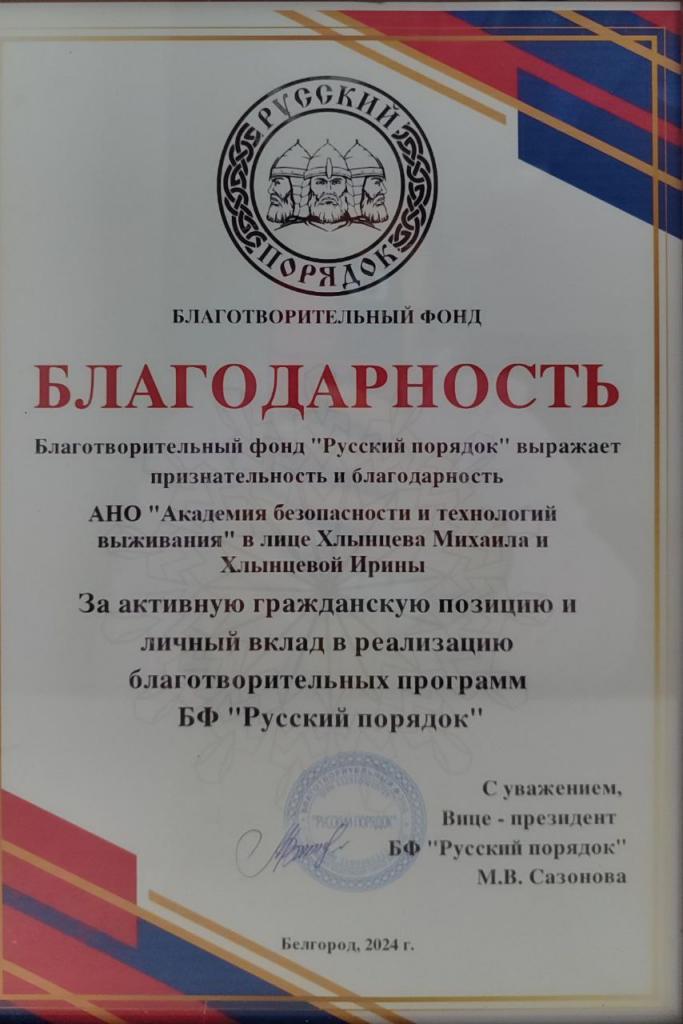 РУССКИЙ
ПОРЯДОК
БЛАГОТВОРИТЕЛЬНЫЙ ФОНД
БЛАГОДАРНОСТЬ
Благотворительный фонд "Русский порядок" выражает
признательность и благодарность
АНО "Академия безопасности и технологий
выживания" в лице Хлынцева Михаила и
Хлынцевой Ирины
За активную гражданскую позицию и
личный вклад в реализацию
благотворительных программ
БФ "Русский порядок"
С уважением,
Вице - президент
БФ "Русский порядок"
М.В. Сазонова
"РУССКИЙ ПОРЯДОК"
Белгород, 2024 г.